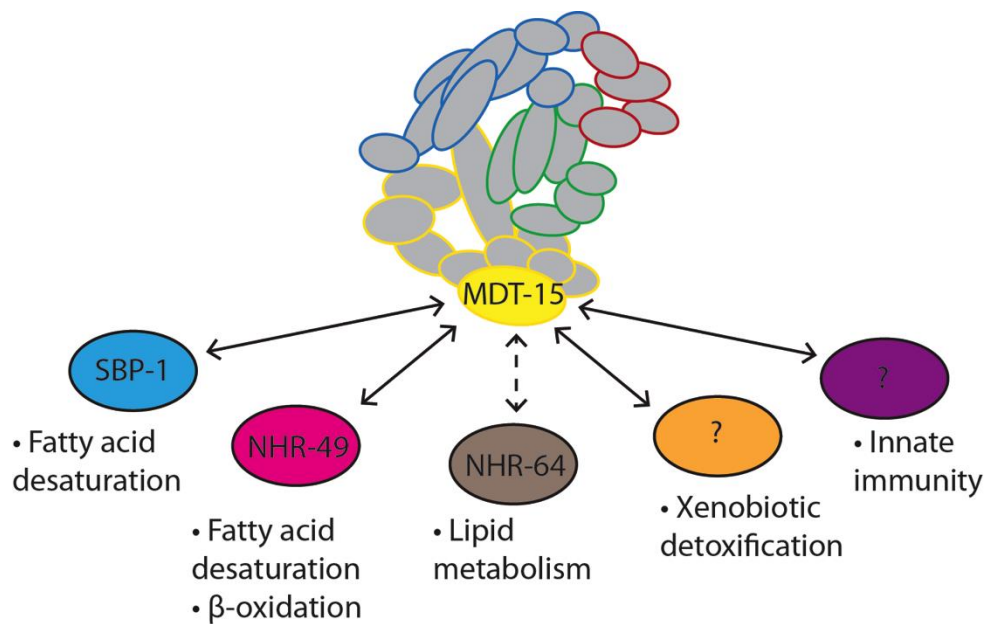 MDT-15
SBP-1
• Fatty acid
desaturation
NHR-49
• Fatty acid
desaturation
• β-oxidation
NHR-64
• Lipid
metabolism
?
• Xenobiotic
detoxification
?
• Innate
immunity